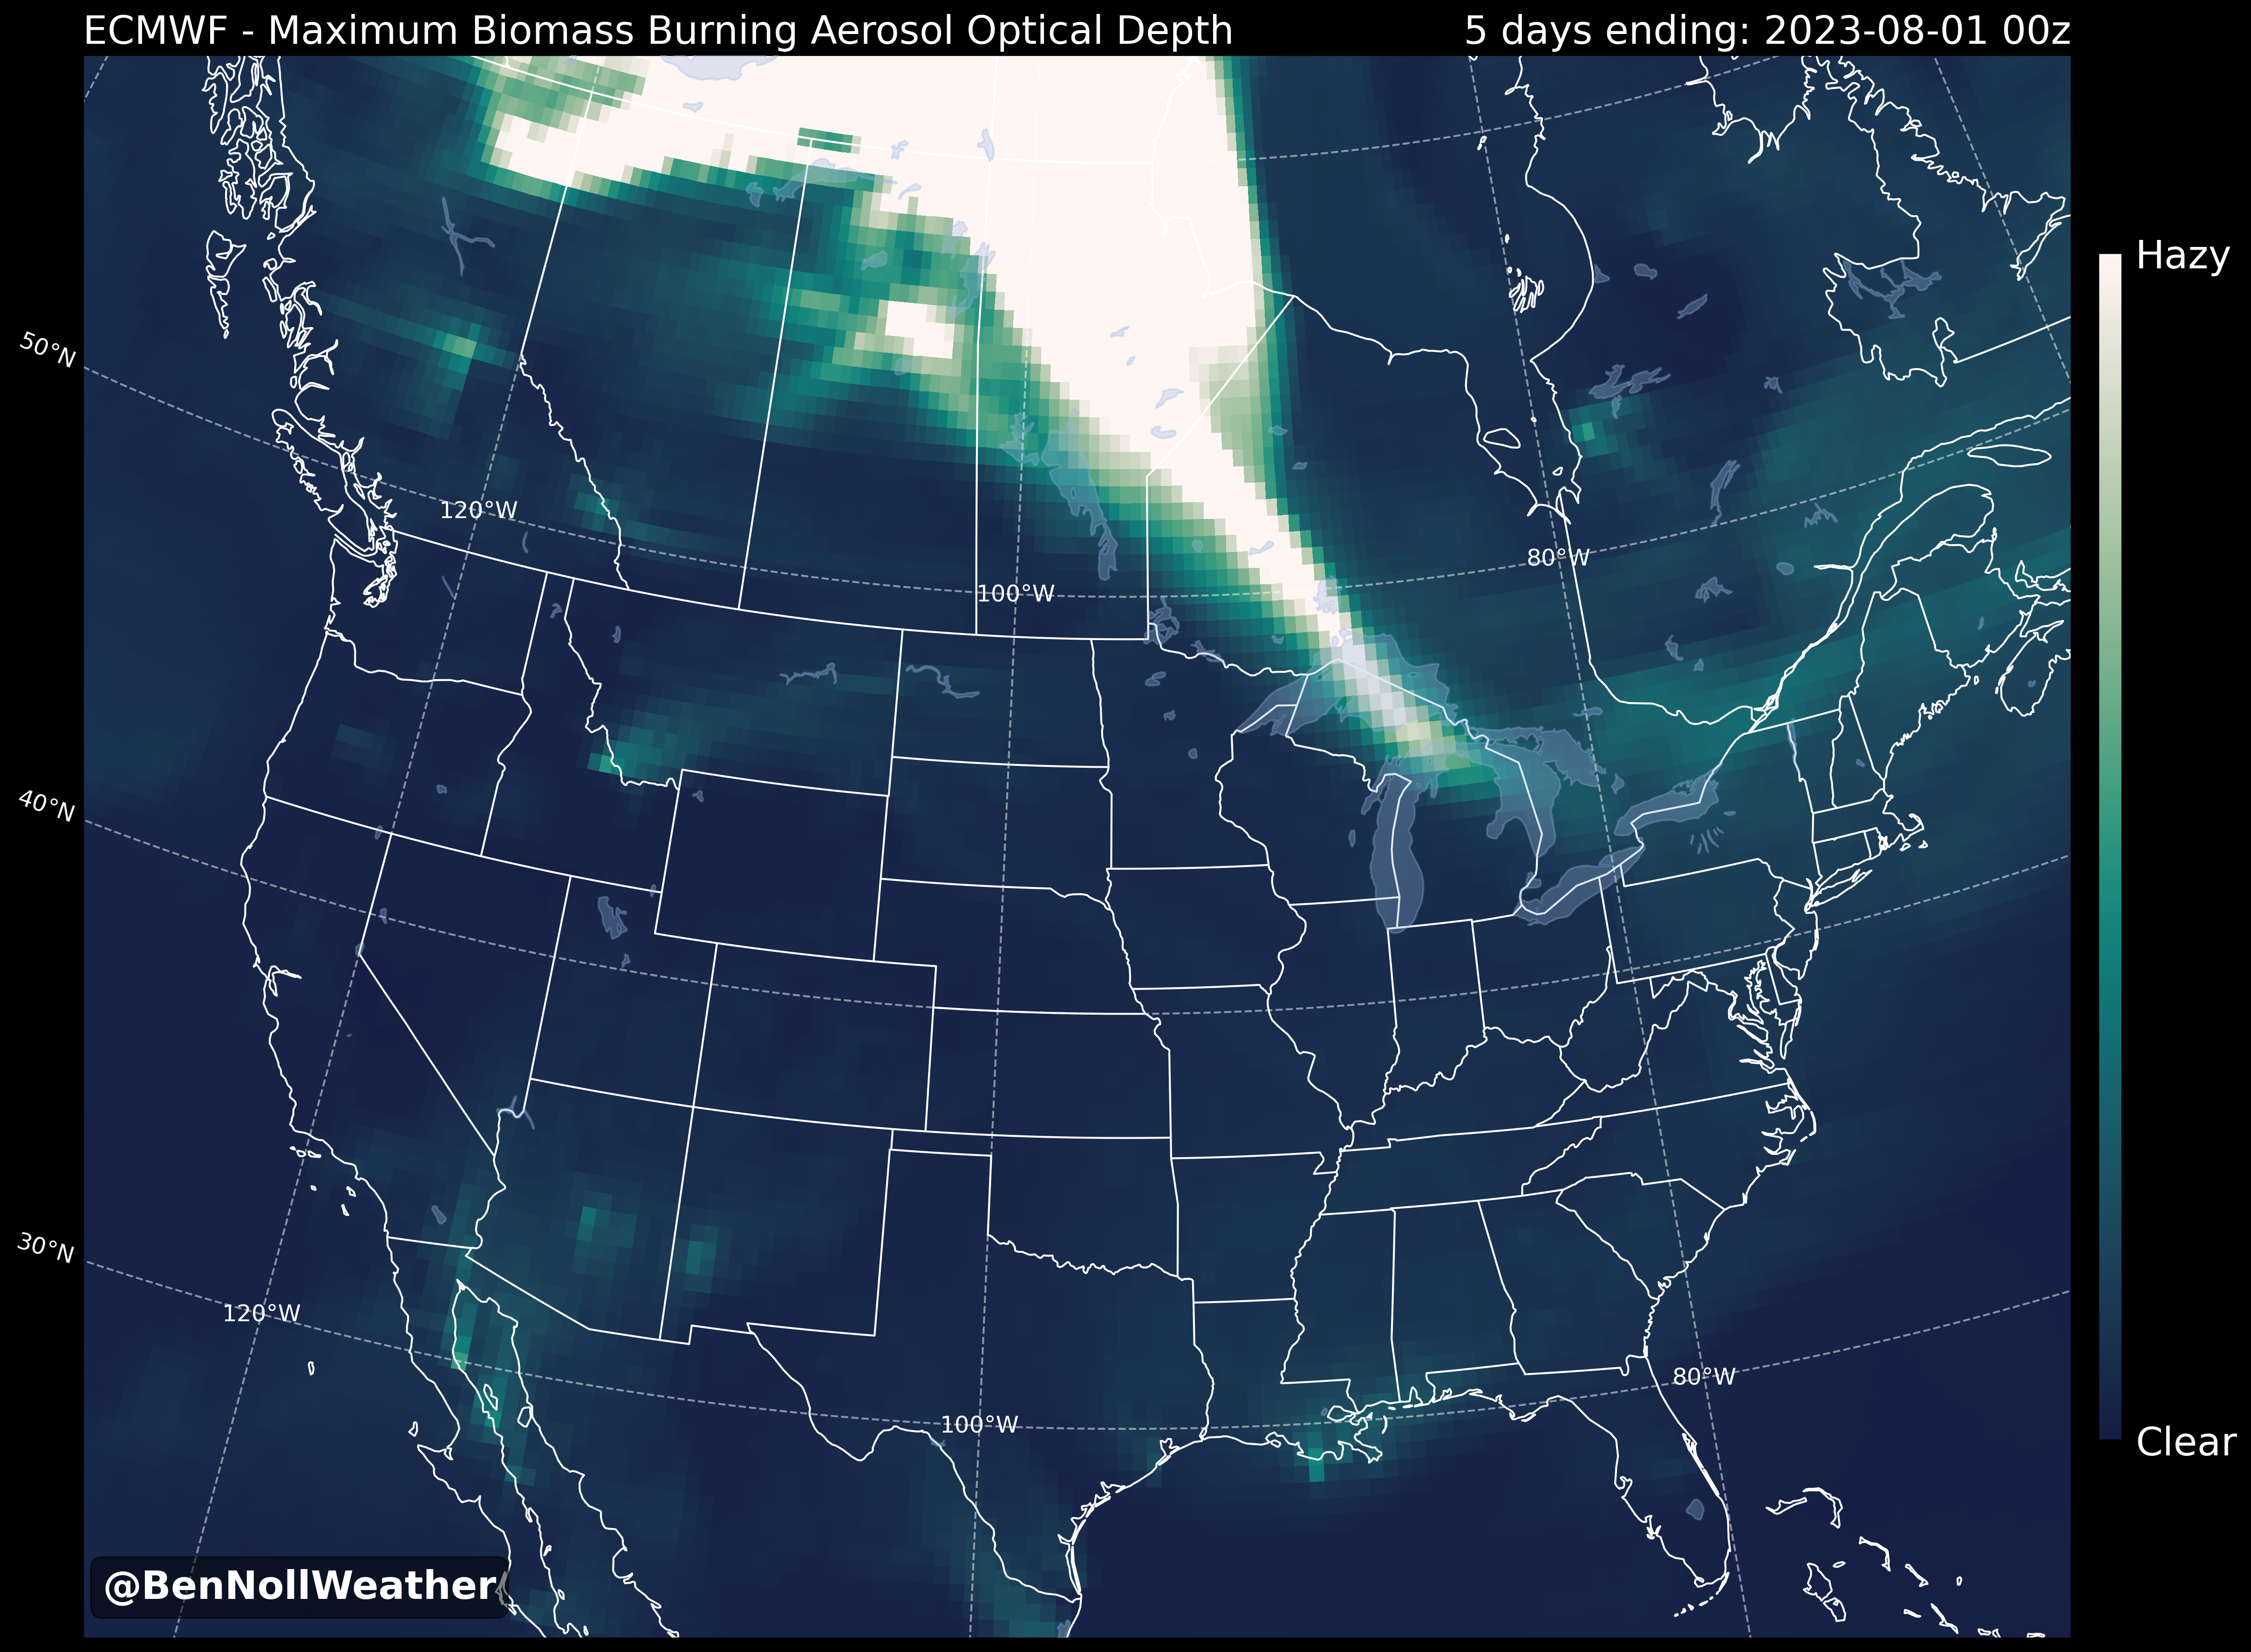 ECMWF - Maximum Biomass Burning Aerosol Optical Depth
5 days ending: 2023-08-01 00z
Hazy
50°N
120°W
80°W
100°W
40°N
30°N
120°W
80°W
100°W
Clear
@BenNollWeather